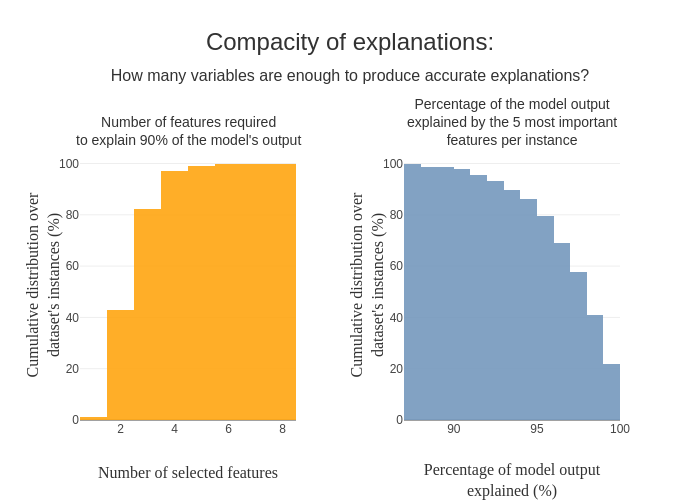 Compacity of explanations:
How many variables are enough to produce accurate explanations?
Number of features required
to explain 90% of the model's output
100
80
60
40
20
0
2
4
6
8
Cumulative distribution over
dataset's instances (%)
Number of selected features
Percentage of the model output
explained by the 5 most important
features per instance
100
80
60
40
20
0
90
95
100
Cumulative distribution over
dataset's instances (%)
Percentage of model output
explained (%)